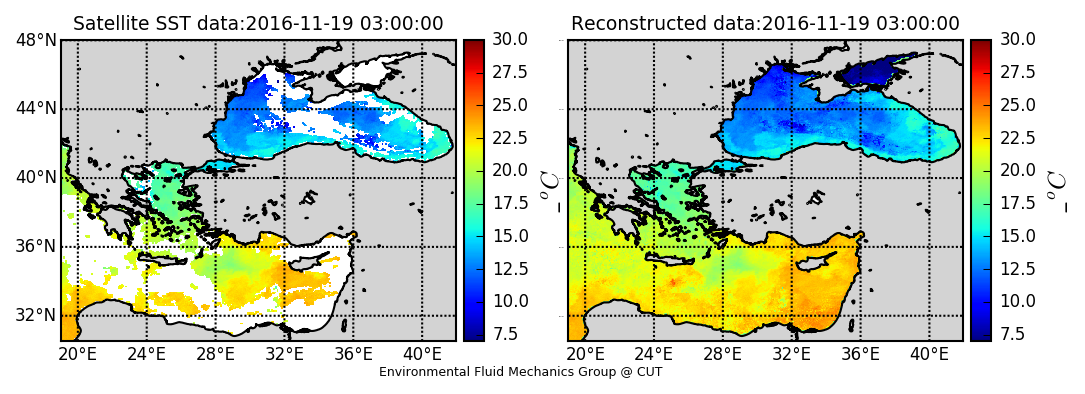 Satellite SST data:2016-11-19 03:00:00
48°N
44°N
40°N
36°N
32°N
20°E 24°E 28°E 32°E 36°E 40°E
30.0
27.5
25.0
22.5
20.0
17.5
15.0
12.5
10.0
7.5
_°C
Reconstructed data:2016-11-19 03:00:00
20°E 24°E 28°E 32°E 36°E 40°E
30.0
27.5
25.0
22.5
20.0
17.5
15.0
12.5
10.0
7.5
_°C
Environmental Fluid Mechanics Group @ CUT